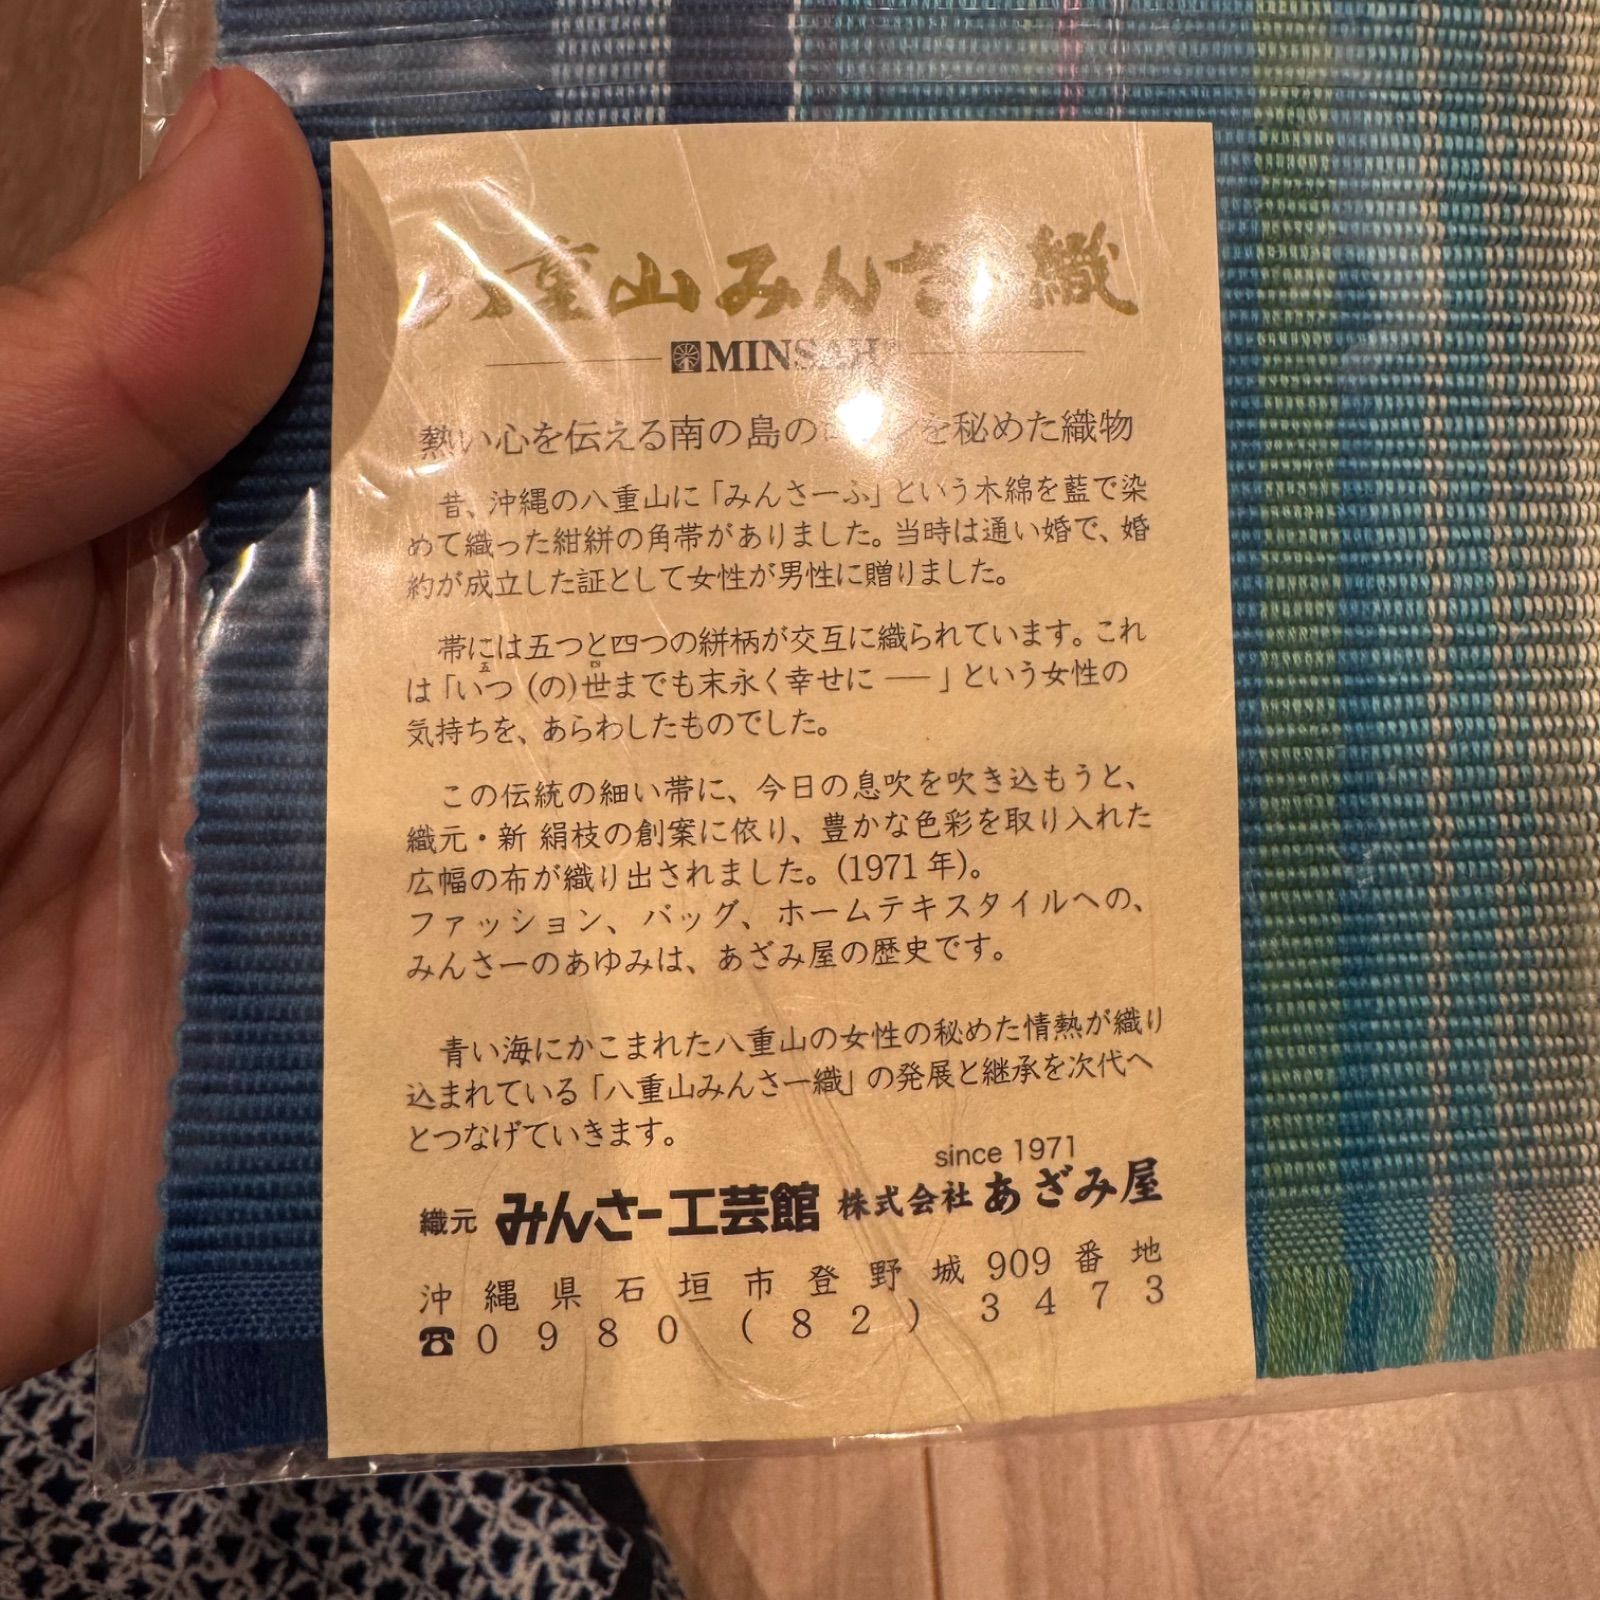 八重山みんさー織
MINSAH
熱い心を伝える南の島の を秘めた織物
昔、沖縄の八重山に「みんさーふ」という木綿を藍で染
めて織った紺絣の角帯がありました。当時は通い婚で、婚
約が成立した証として女性が男性に贈りました。
帯には五つと四つの絣柄が交互に織られています。これ
五 四
は「いつ(の)世までも末永く幸せに ── 」という女性の
気持ちを、あらわしたものでした。
この伝統の細い帯に、今日の息吹を吹き込もうと、
織元・新 絹枝の創案に依り、豊かな色彩を取り入れた
広幅の布が織り出されました。(1971年)。
ファッション、バッグ、ホームテキスタイルへの、
みんさーのあゆみは、あざみ屋の歴史です。
青い海にかこまれた八重山の女性の秘めた情熱が織り
込まれている「八重山みんさー織」の発展と継承を次代へ
とつなげていきます。
since 1971
織元 みんさー工芸館 株式会社 あざみ屋
沖縄県石垣市登野城909番地
☎0980(82)3473